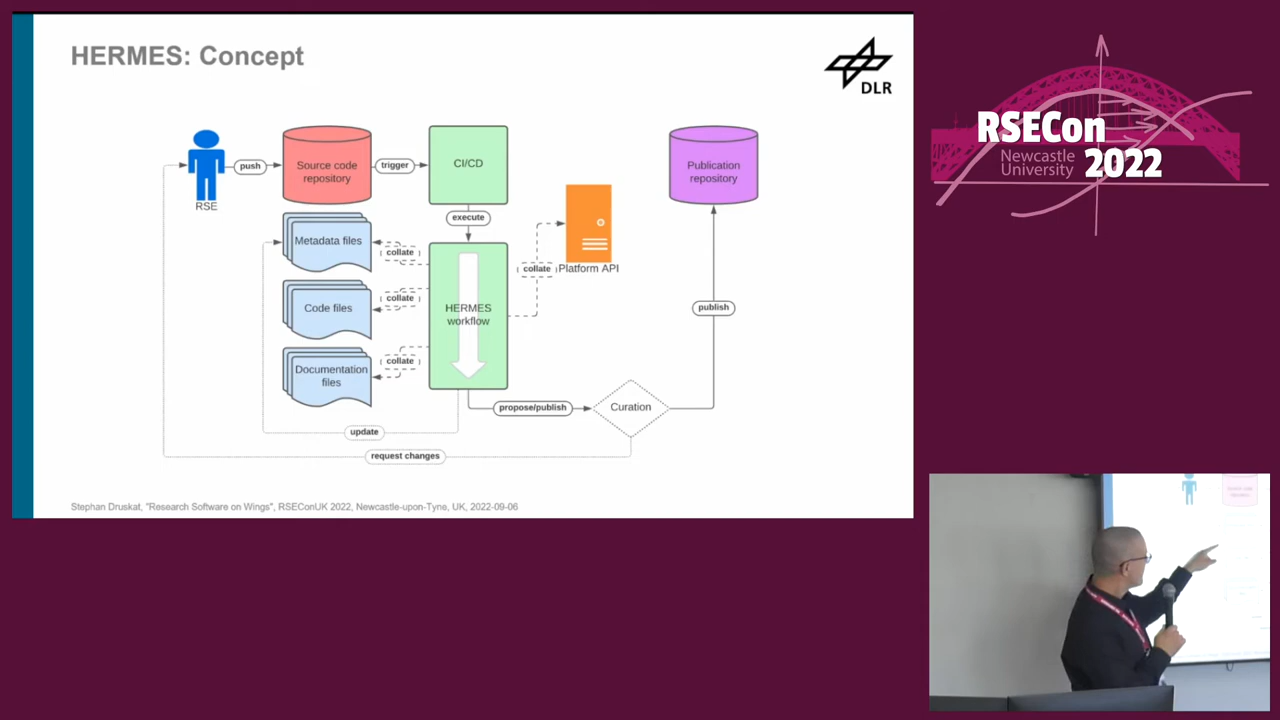 HERMES: Concept
DLR
RSECon
Newcastle
University
2022
push
Source code
repository
trigger
CI/CD
Publication
repository
RSE
execute
Metadata files
collate
collate
Platform API
Code files
collate
HERMES
workflow
publish
Documentation
files
collate
propose/publish
Curation
update
request changes
Stephan Druskat, "Research Software on Wings", RSEConUK 2022, Newcastle-upon-Tyne, UK, 2022-09-06